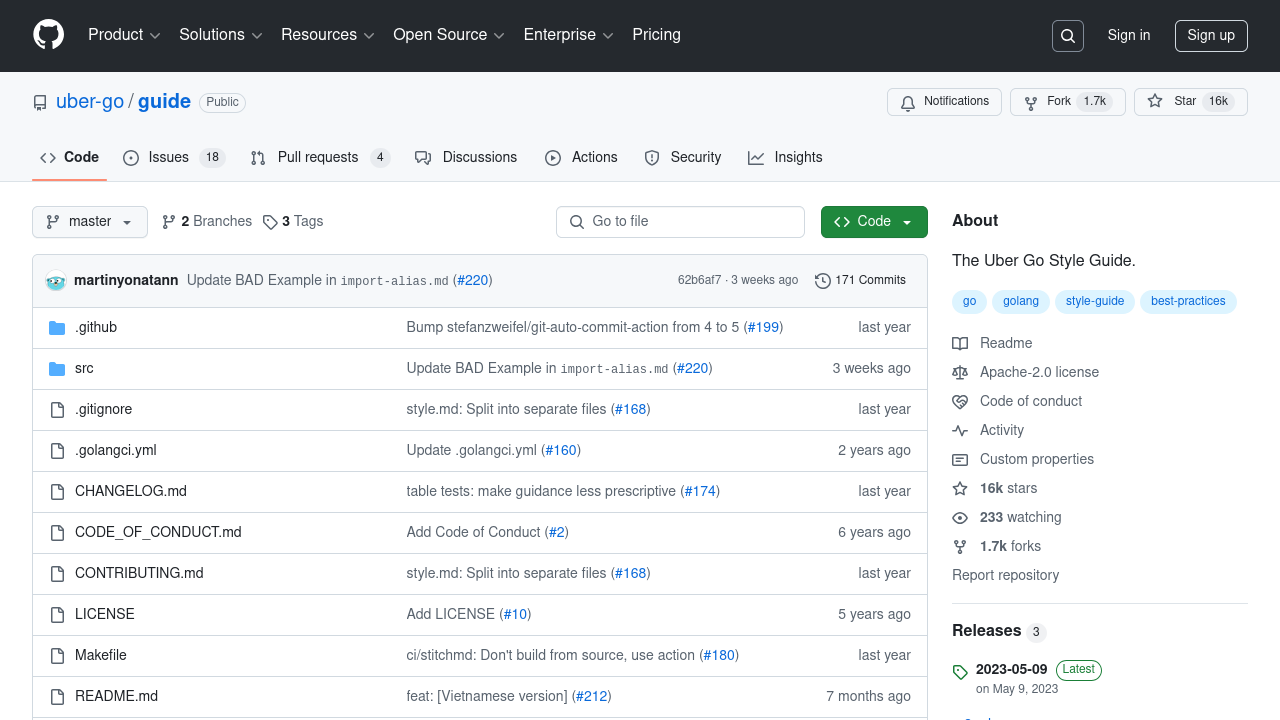 Product Solutions Resources Open Source Enterprise Pricing Sign in Sign up
uber-go / guide Public Notifications Fork 1.7k Star 16k
Code Issues 18 Pull requests 4 Discussions Actions Security Insights
master 2 Branches 3 Tags Go to file Code
martinyonatann Update BAD Example in import-alias.md (#220) 62b6af7 · 3 weeks ago 171 Commits
.github Bump stefanzweifel/git-auto-commit-action from 4 to 5 (#199) last year
src Update BAD Example in import-alias.md (#220) 3 weeks ago
.gitignore style.md: Split into separate files (#168) last year
.golangci.yml Update .golangci.yml (#160) 2 years ago
CHANGELOG.md table tests: make guidance less prescriptive (#174) last year
CODE_OF_CONDUCT.md Add Code of Conduct (#2) 6 years ago
CONTRIBUTING.md style.md: Split into separate files (#168) last year
LICENSE Add LICENSE (#10) 5 years ago
Makefile ci/stitchmd: Don't build from source, use action (#180) last year
README.md feat: [Vietnamese version] (#212) 7 months ago
About
The Uber Go Style Guide.
go golang style-guide best-practices
Readme
Apache-2.0 license
Code of conduct
Activity
Custom properties
16k stars
233 watching
1.7k forks
Report repository
Releases 3
2023-05-09 Latest
on May 9, 2023